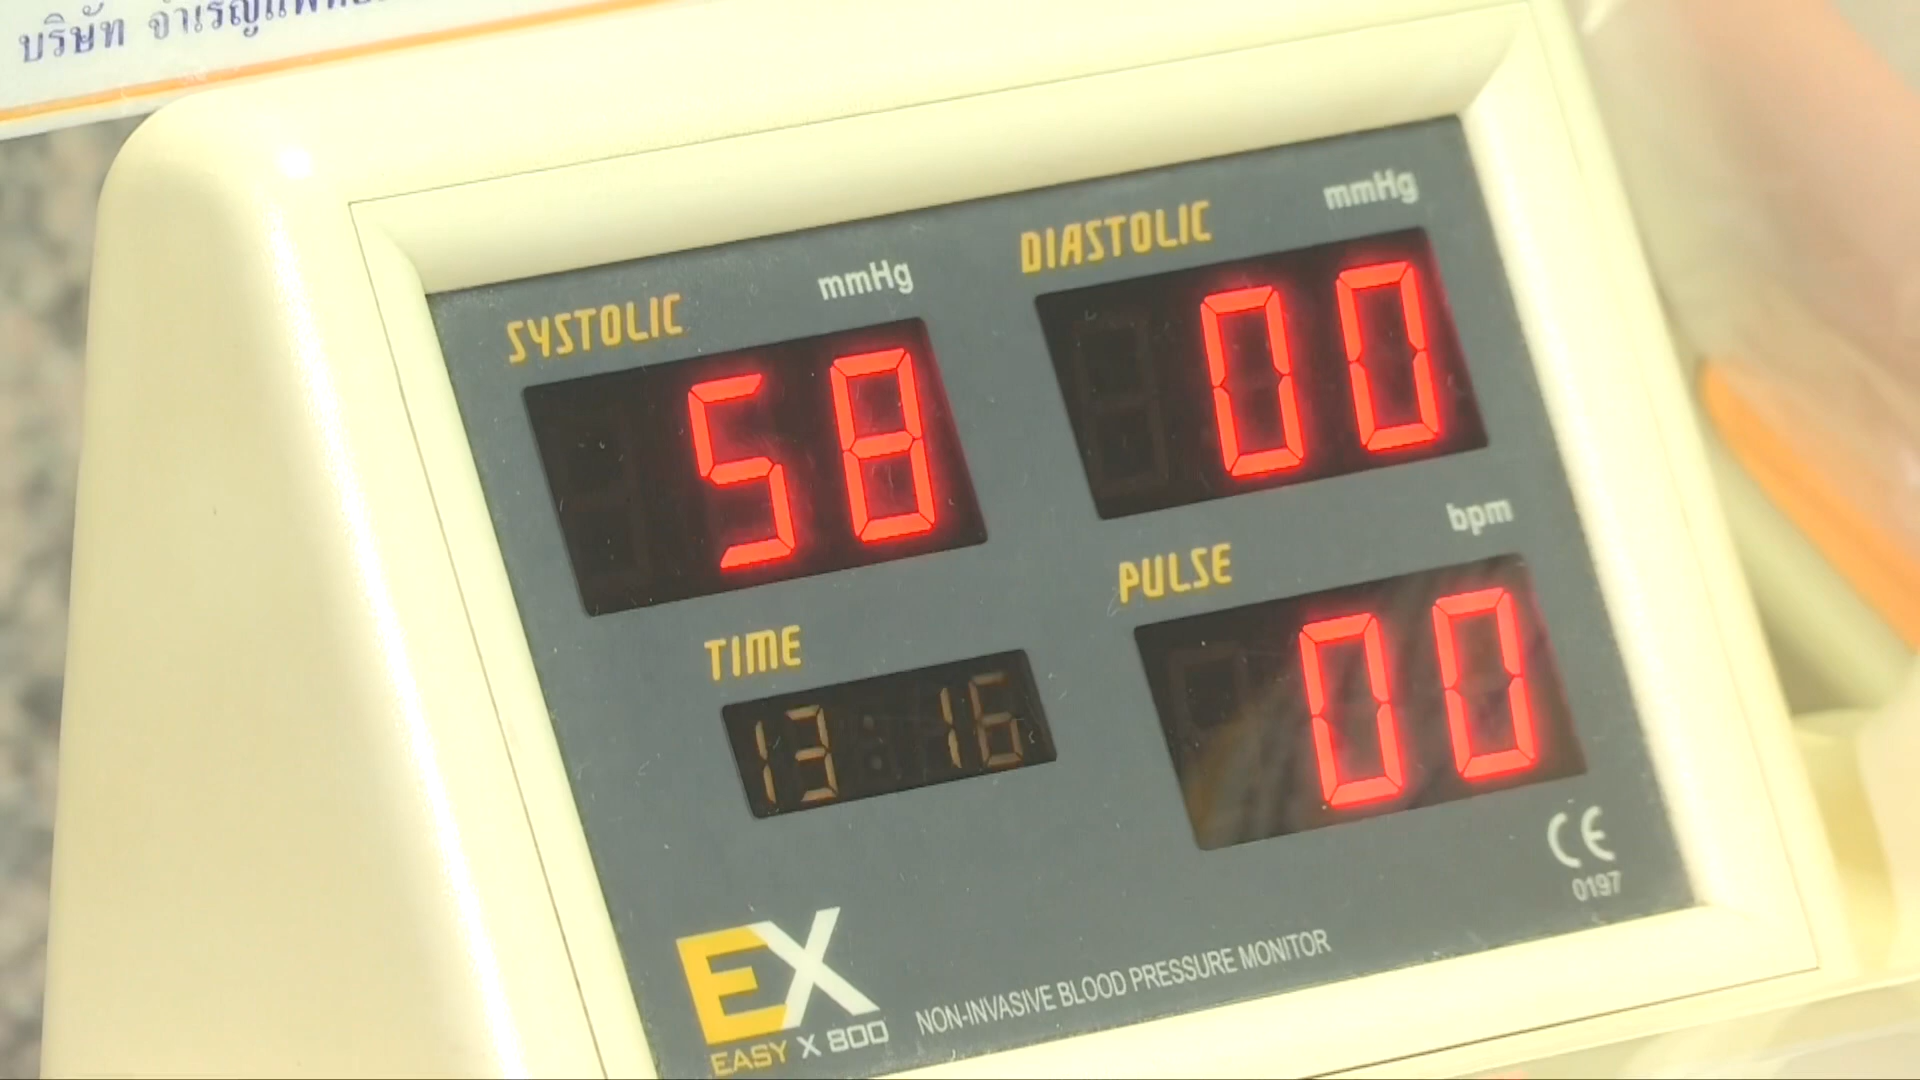 บริษัท
SYSTOLIC mmHg
58
DIASTOLIC mmHg
00
TIME
13:16
PULSE bpm
00
CE
0197
EX
EASY X 800
NON-INVASIVE BLOOD PRESSURE MONITOR